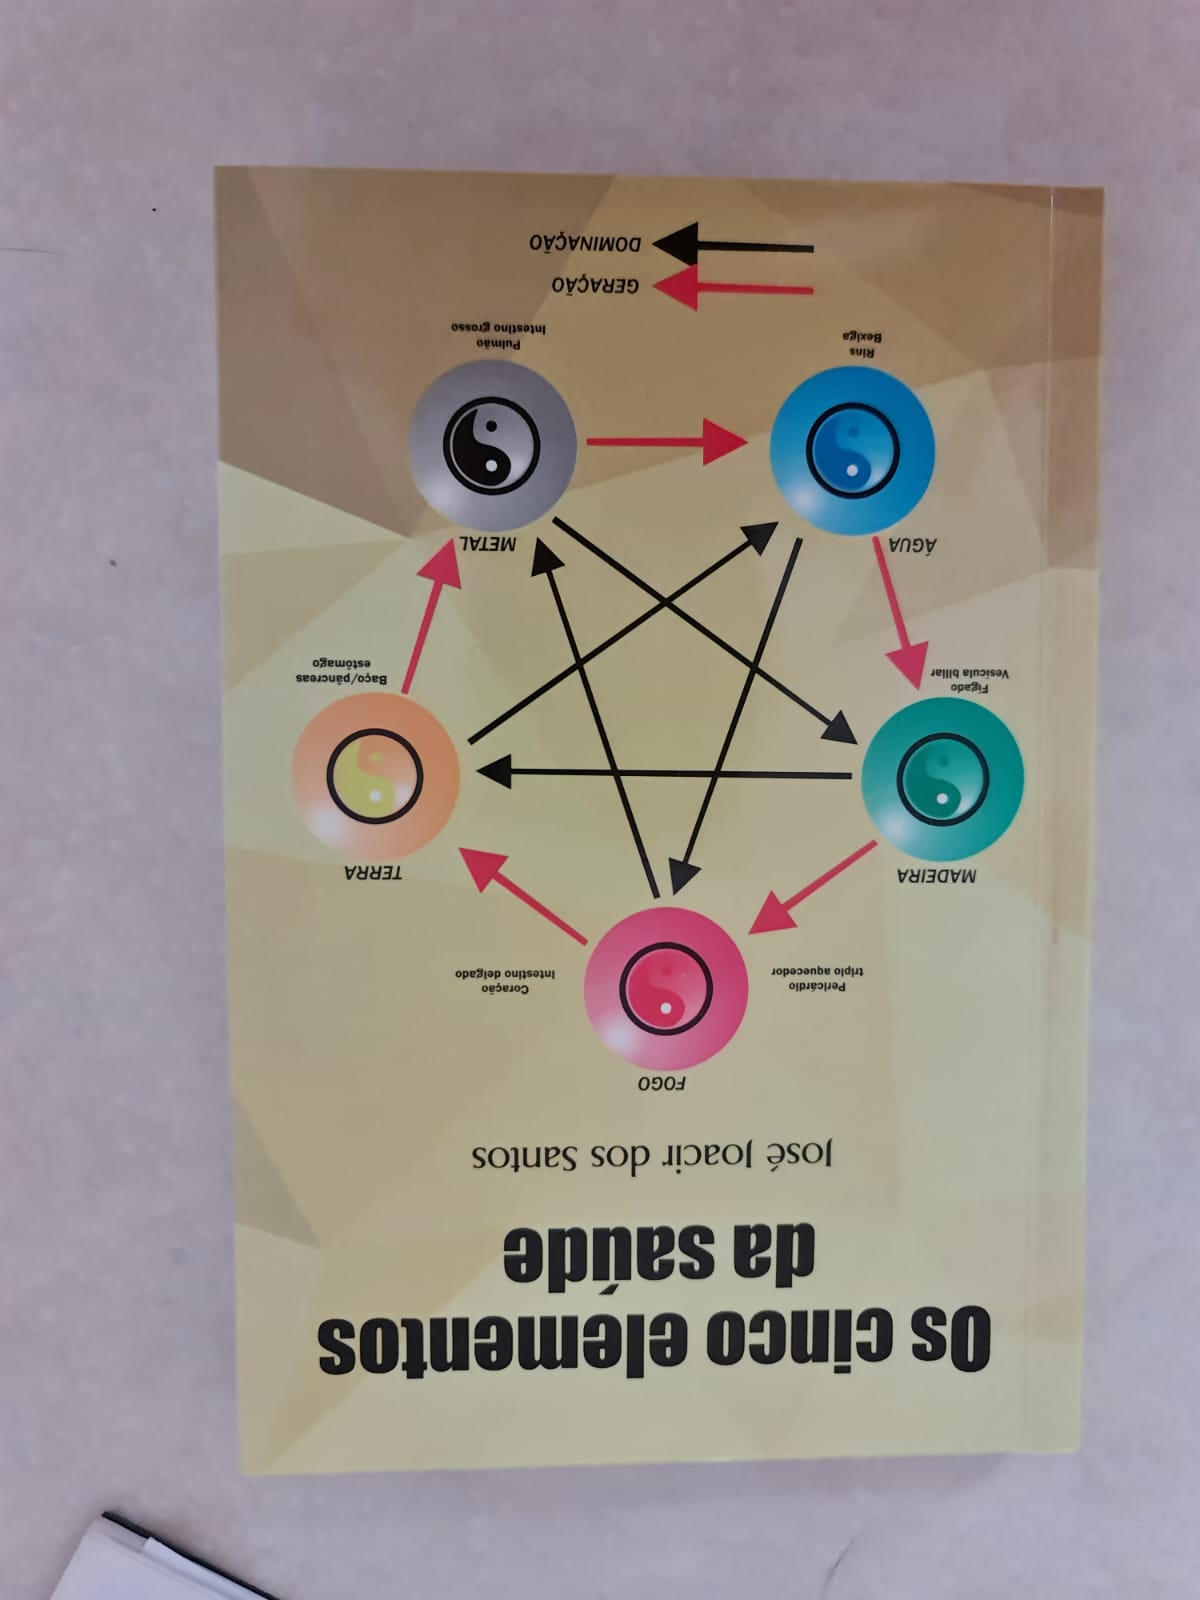 Os cinco elementos
da saúde
José Joacir dos Santos
FOGO
Pericárdio
triplo aquecedor
Coração
Intestino delgado
MADEIRA
TERRA
Fígado
Vesícula biliar
Baço/pâncreas
estômago
ÁGUA
METAL
Rins
Bexiga
Pulmão
Intestino grosso
GERAÇÃO
DOMINAÇÃO